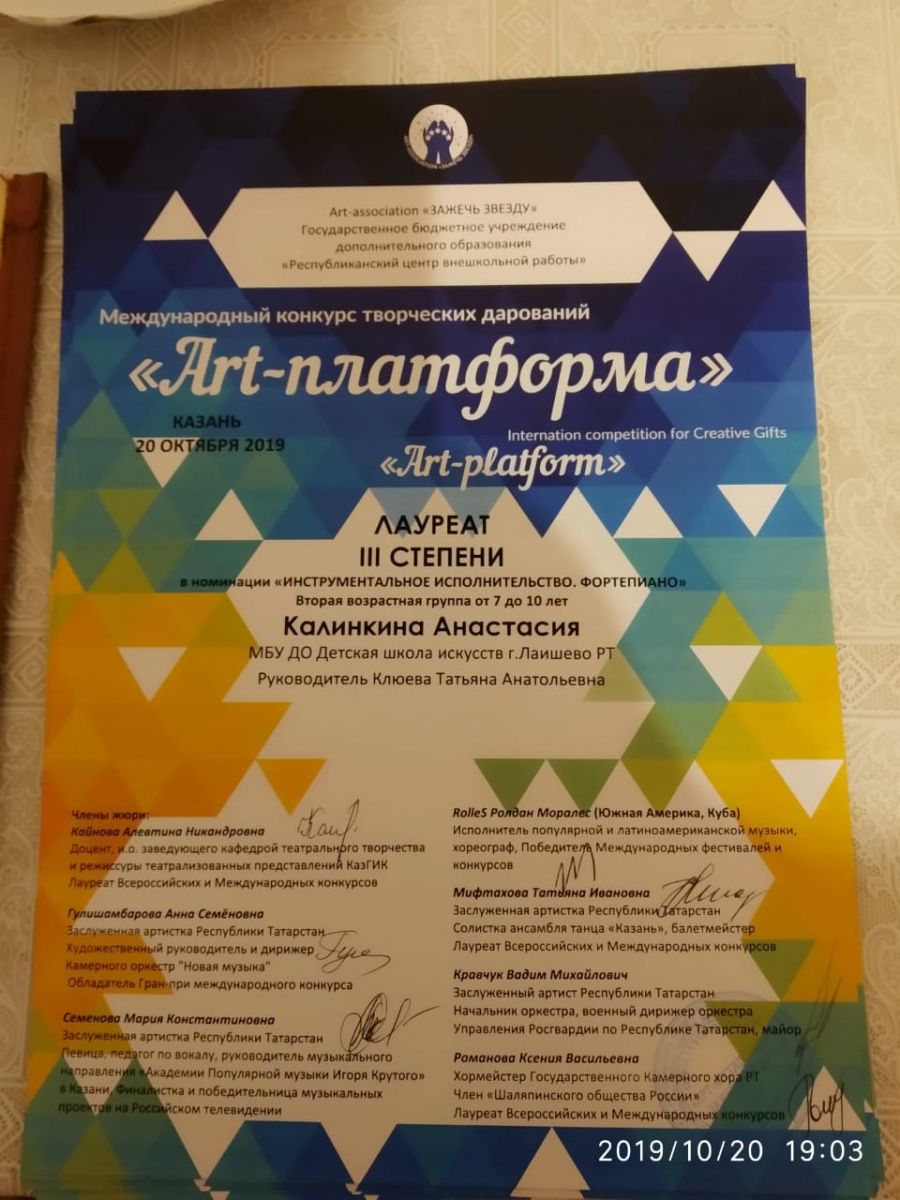 Art-association «ЗАЖЕЧЬ ЗВЕЗДУ»
Государственное бюджетное учреждение
дополнительного образования
«Республиканский центр внешкольной работы»
Международный конкурс творческих дарований
«Art-платформа»
КАЗАНЬ
20 ОКТЯБРЯ 2019
Internation competition for Creative Gifts
«Art-platform»
ЛАУРЕАТ
III СТЕПЕНИ
в номинации «ИНСТРУМЕНТАЛЬНОЕ ИСПОЛНИТЕЛЬСТВО. ФОРТЕПИАНО»
Вторая возрастная группа от 7 до 10 лет
Калинкина Анастасия
МБУ ДО Детская школа искусств г.Лаишево РТ
Руководитель Клюева Татьяна Анатольевна
Члены жюри:
Кайнова Алевтина Никандровна
Доцент, и.о. заведующего кафедрой театрального творчества
и режиссуры театрализованных представлений КазГИК
Лауреат Всероссийских и Международных конкурсов
Гулишамбарова Анна Семёновна
Заслуженная артистка Республики Татарстан
Художественный руководитель и дирижер
Камерного оркестр "Новая музыка"
Обладатель Гран-при международного конкурса
Семенова Мария Константиновна
Заслуженная артистка Республики Татарстан
Певица, педагог по вокалу, руководитель музыкального
направления «Академии Популярной музыки Игоря Крутого»
в Казани, Финалистка и победительница музыкальных
проектов на Российском телевидении
RolieS Ролдан Моралес (Южная Америка, Куба)
Исполнитель популярной и латиноамериканской музыки,
хореограф, Победитель Международных фестивалей и
конкурсов
Мифтахова Татьяна Ивановна
Заслуженная артистка Республики Татарстан
Солистка ансамбля танца «Казань», балетмейстер
Лауреат Всероссийских и Международных конкурсов
Кравчук Вадим Михайлович
Заслуженный артист Республики Татарстан
Начальник оркестра, военный дирижер оркестра
Управления Росгвардии по Республике Татарстан, майор
Романова Ксения Васильевна
Хормейстер Государственного Камерного хора РТ
Член «Шаляпинского общества России»
Лауреат Всероссийских и Международных конкурсов
2019/10/20 19:03